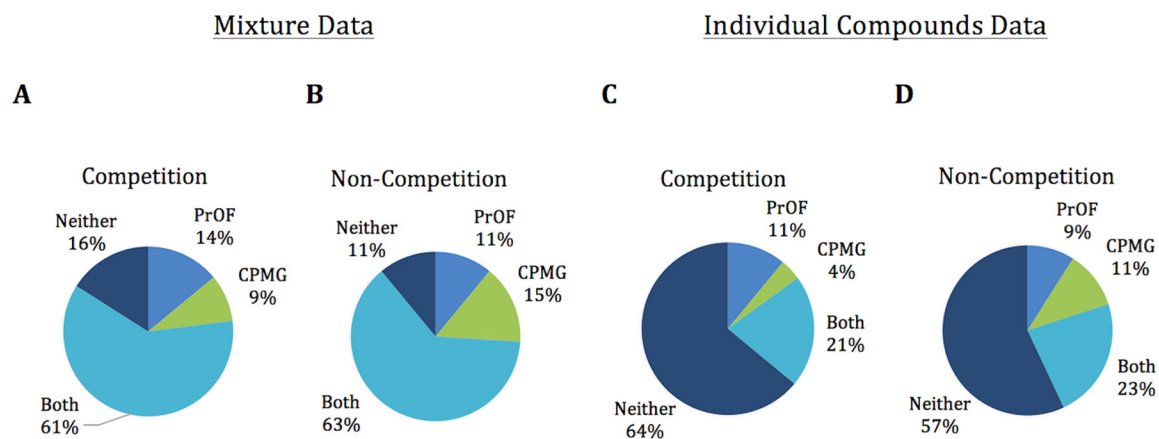 Mixture Data
Individual Compounds Data
A
B
C
D
Competition
Neither
16%
PrOF
14%
CPMG
9%
Both
61%
Non-Competition
Neither
11%
PrOF
11%
CPMG
15%
Both
63%
Competition
PrOF
11%
CPMG
4%
Both
21%
Neither
64%
Non-Competition
PrOF
9%
CPMG
11%
Both
23%
Neither
57%